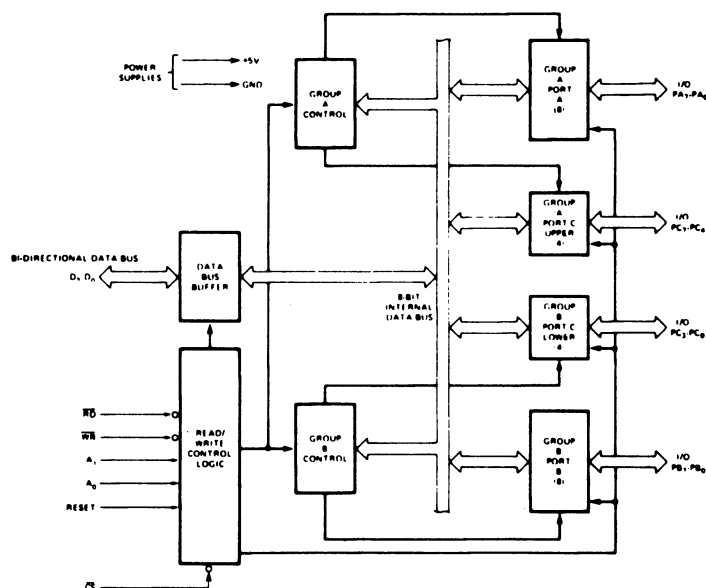 POWER
SUPPLIES
+5V
GND
GROUP
A
CONTROL
GROUP
A
PORT
A
(8)
I/O
PA7-PA0
GROUP
A
PORT C
UPPER
(4)
I/O
PC7-PC4
BI-DIRECTIONAL DATA BUS
D7-D0
DATA
BUS
BUFFER
8-BIT
INTERNAL
DATA BUS
GROUP
B
PORT C
LOWER
(4)
I/O
PC3-PC0
RD
WR
A1
A0
RESET
CS
READ/
WRITE
CONTROL
LOGIC
GROUP
B
CONTROL
GROUP
B
PORT
B
(8)
I/O
PB7-PB0